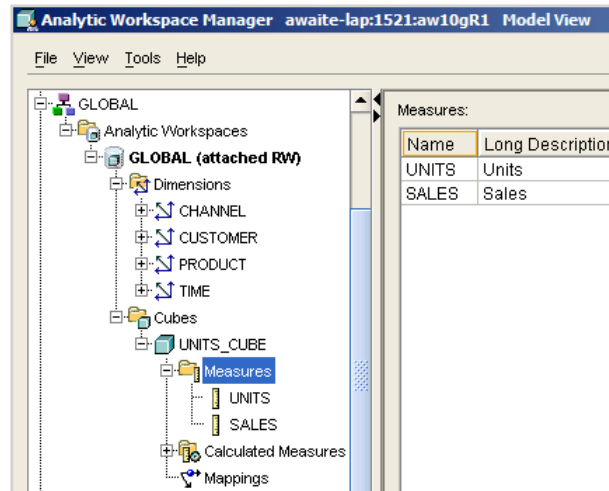 Analytic Workspace Manager awaite-lap:1521:aw10gR1 Model View
File View Tools Help
GLOBAL
Analytic Workspaces
GLOBAL (attached RW)
Dimensions
CHANNEL
CUSTOMER
PRODUCT
TIME
Cubes
UNITS_CUBE
Measures
UNITS
SALES
Calculated Measures
Mappings
Measures:
Name Long Description
UNITS Units
SALES Sales